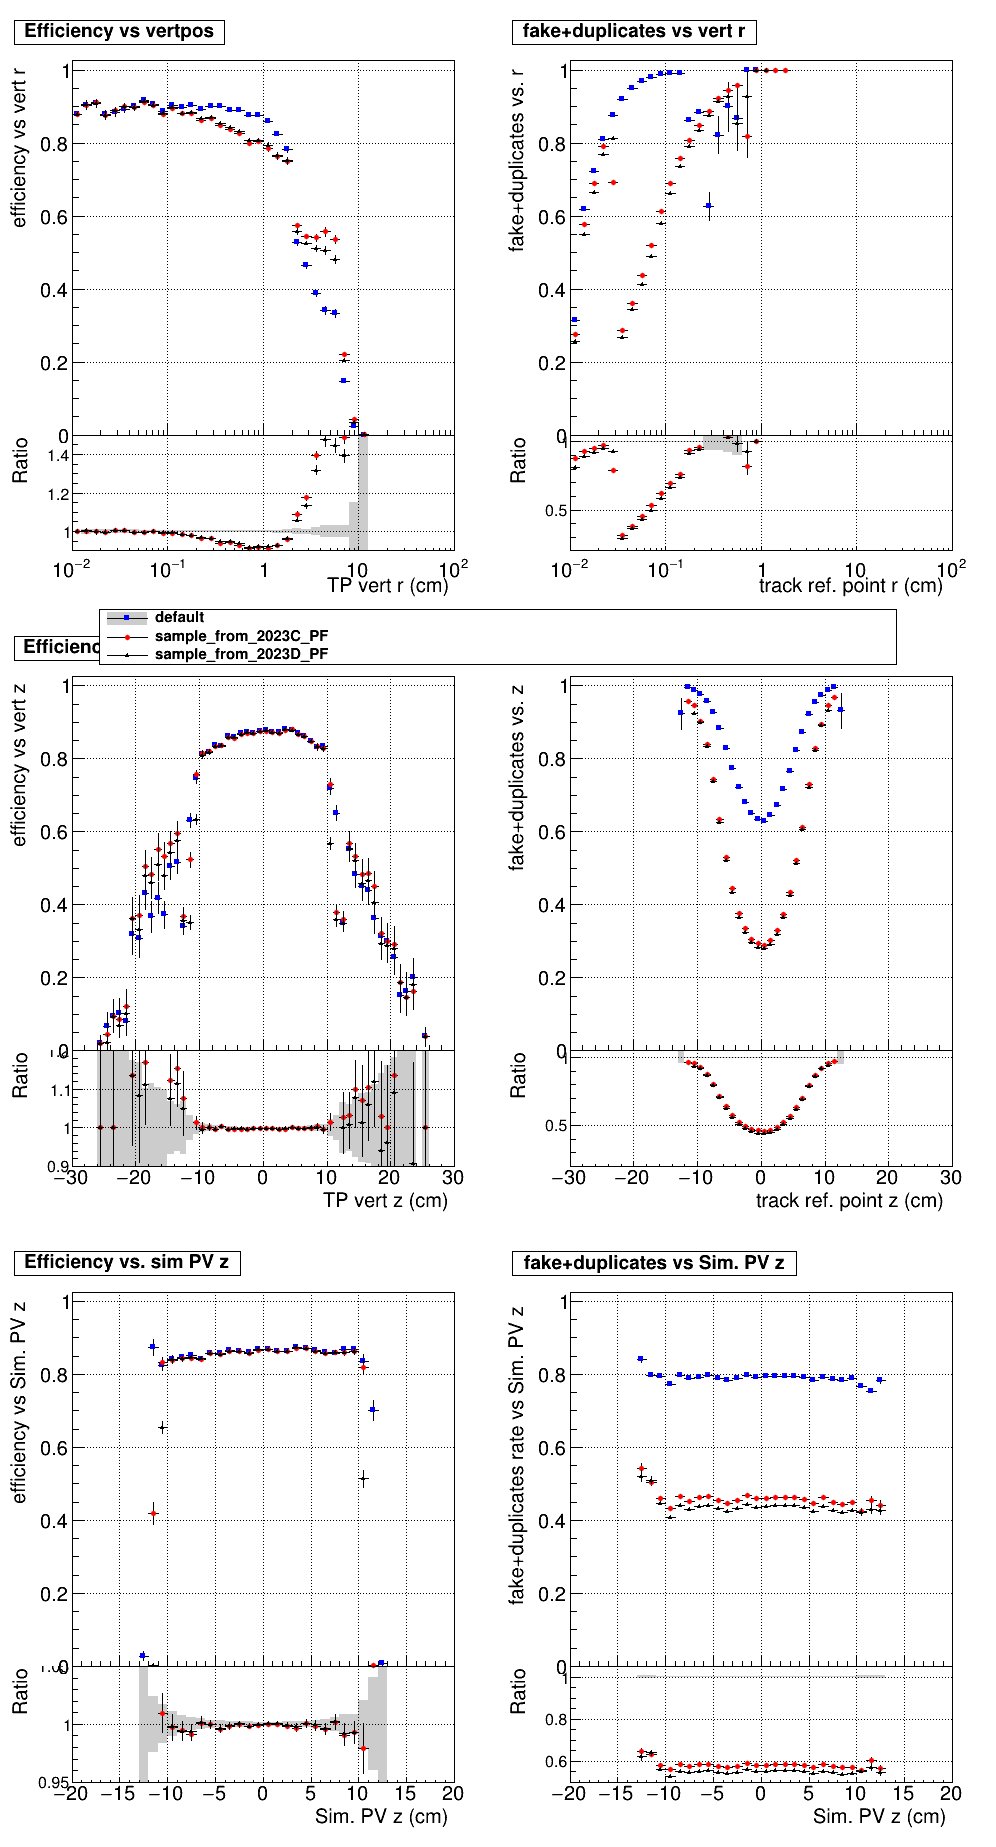 Efficiency vs vertpos
fake+duplicates vs vert r
efficiency vs vert r
1
0.8
0.6
0.4
0.2
0
Ratio
1.4
1.2
1
10⁻² 10⁻¹ 1 10 10²
TP vert r (cm)
fake+duplicates vs. r
1
0.8
0.6
0.4
0.2
0
Ratio
1
0.5
10⁻² 10⁻¹ 1 10 10²
track ref. point r (cm)
default
sample_from_2023C_PF
sample_from_2023D_PF
Efficienc
efficiency vs vert z
1
0.8
0.6
0.4
0.2
0
Ratio
1.1
1
0.9
−30 −20 −10 0 10 20 30
TP vert z (cm)
fake+duplicates vs. z
1
0.8
0.6
0.4
0.2
0
Ratio
1
0.5
−30 −20 −10 0 10 20 30
track ref. point z (cm)
Efficiency vs. sim PV z
fake+duplicates vs Sim. PV z
efficiency vs Sim. PV z
1
0.8
0.6
0.4
0.2
0
Ratio
1
0.95
−20 −15 −10 −5 0 5 10 15 20
Sim. PV z (cm)
fake+duplicates rate vs Sim. PV z
1
0.8
0.6
0.4
0.2
0
Ratio
1
0.8
0.6
−20 −15 −10 −5 0 5 10 15 20
Sim. PV z (cm)